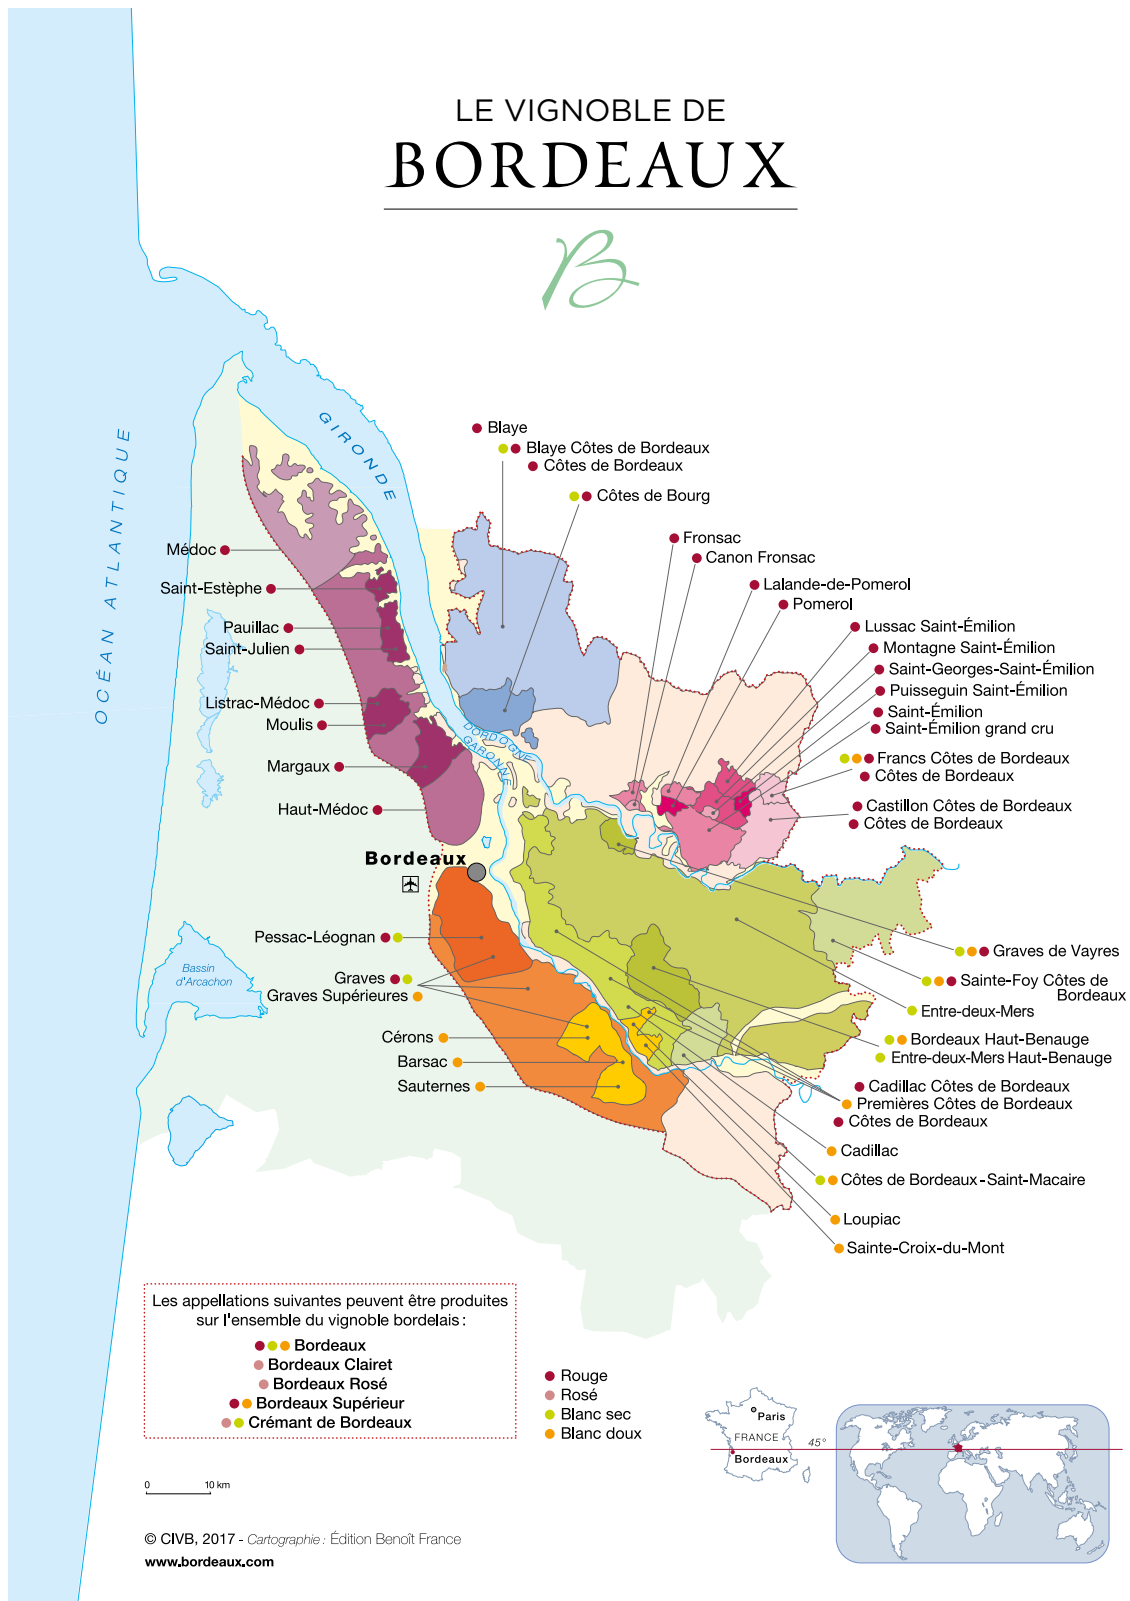 LE VIGNOBLE DE
BORDEAUX
B
OCÉAN ATLANTIQUE
GIRONDE
Blaye
Blaye Côtes de Bordeaux
Côtes de Bordeaux
Côtes de Bourg
Fronsac
Canon Fronsac
Lalande-de-Pomerol
Pomerol
Lussac Saint-Émilion
Montagne Saint-Émilion
Saint-Georges-Saint-Émilion
Puisseguin Saint-Émilion
Saint-Émilion
Saint-Émilion grand cru
Francs Côtes de Bordeaux
Côtes de Bordeaux
Castillon Côtes de Bordeaux
Côtes de Bordeaux
Médoc
Saint-Estèphe
Pauillac
Saint-Julien
Listrac-Médoc
Moulis
Margaux
Haut-Médoc
DORDOGNE
GARONNE
Bordeaux
Pessac-Léognan
Graves
Graves Supérieures
Cérons
Barsac
Sauternes
Bassin
d'Arcachon
Graves de Vayres
Sainte-Foy Côtes de
Bordeaux
Entre-deux-Mers
Bordeaux Haut-Benauge
Entre-deux-Mers Haut-Benauge
Cadillac Côtes de Bordeaux
Premières Côtes de Bordeaux
Côtes de Bordeaux
Cadillac
Côtes de Bordeaux - Saint-Macaire
Loupiac
Sainte-Croix-du-Mont
Les appellations suivantes peuvent être produites
sur l'ensemble du vignoble bordelais :
Bordeaux
Bordeaux Clairet
Bordeaux Rosé
Bordeaux Supérieur
Crémant de Bordeaux
Rouge
Rosé
Blanc sec
Blanc doux
Paris
FRANCE
Bordeaux
45°
0 10 km
© CIVB, 2017 - Cartographie : Édition Benoît France
www.bordeaux.com